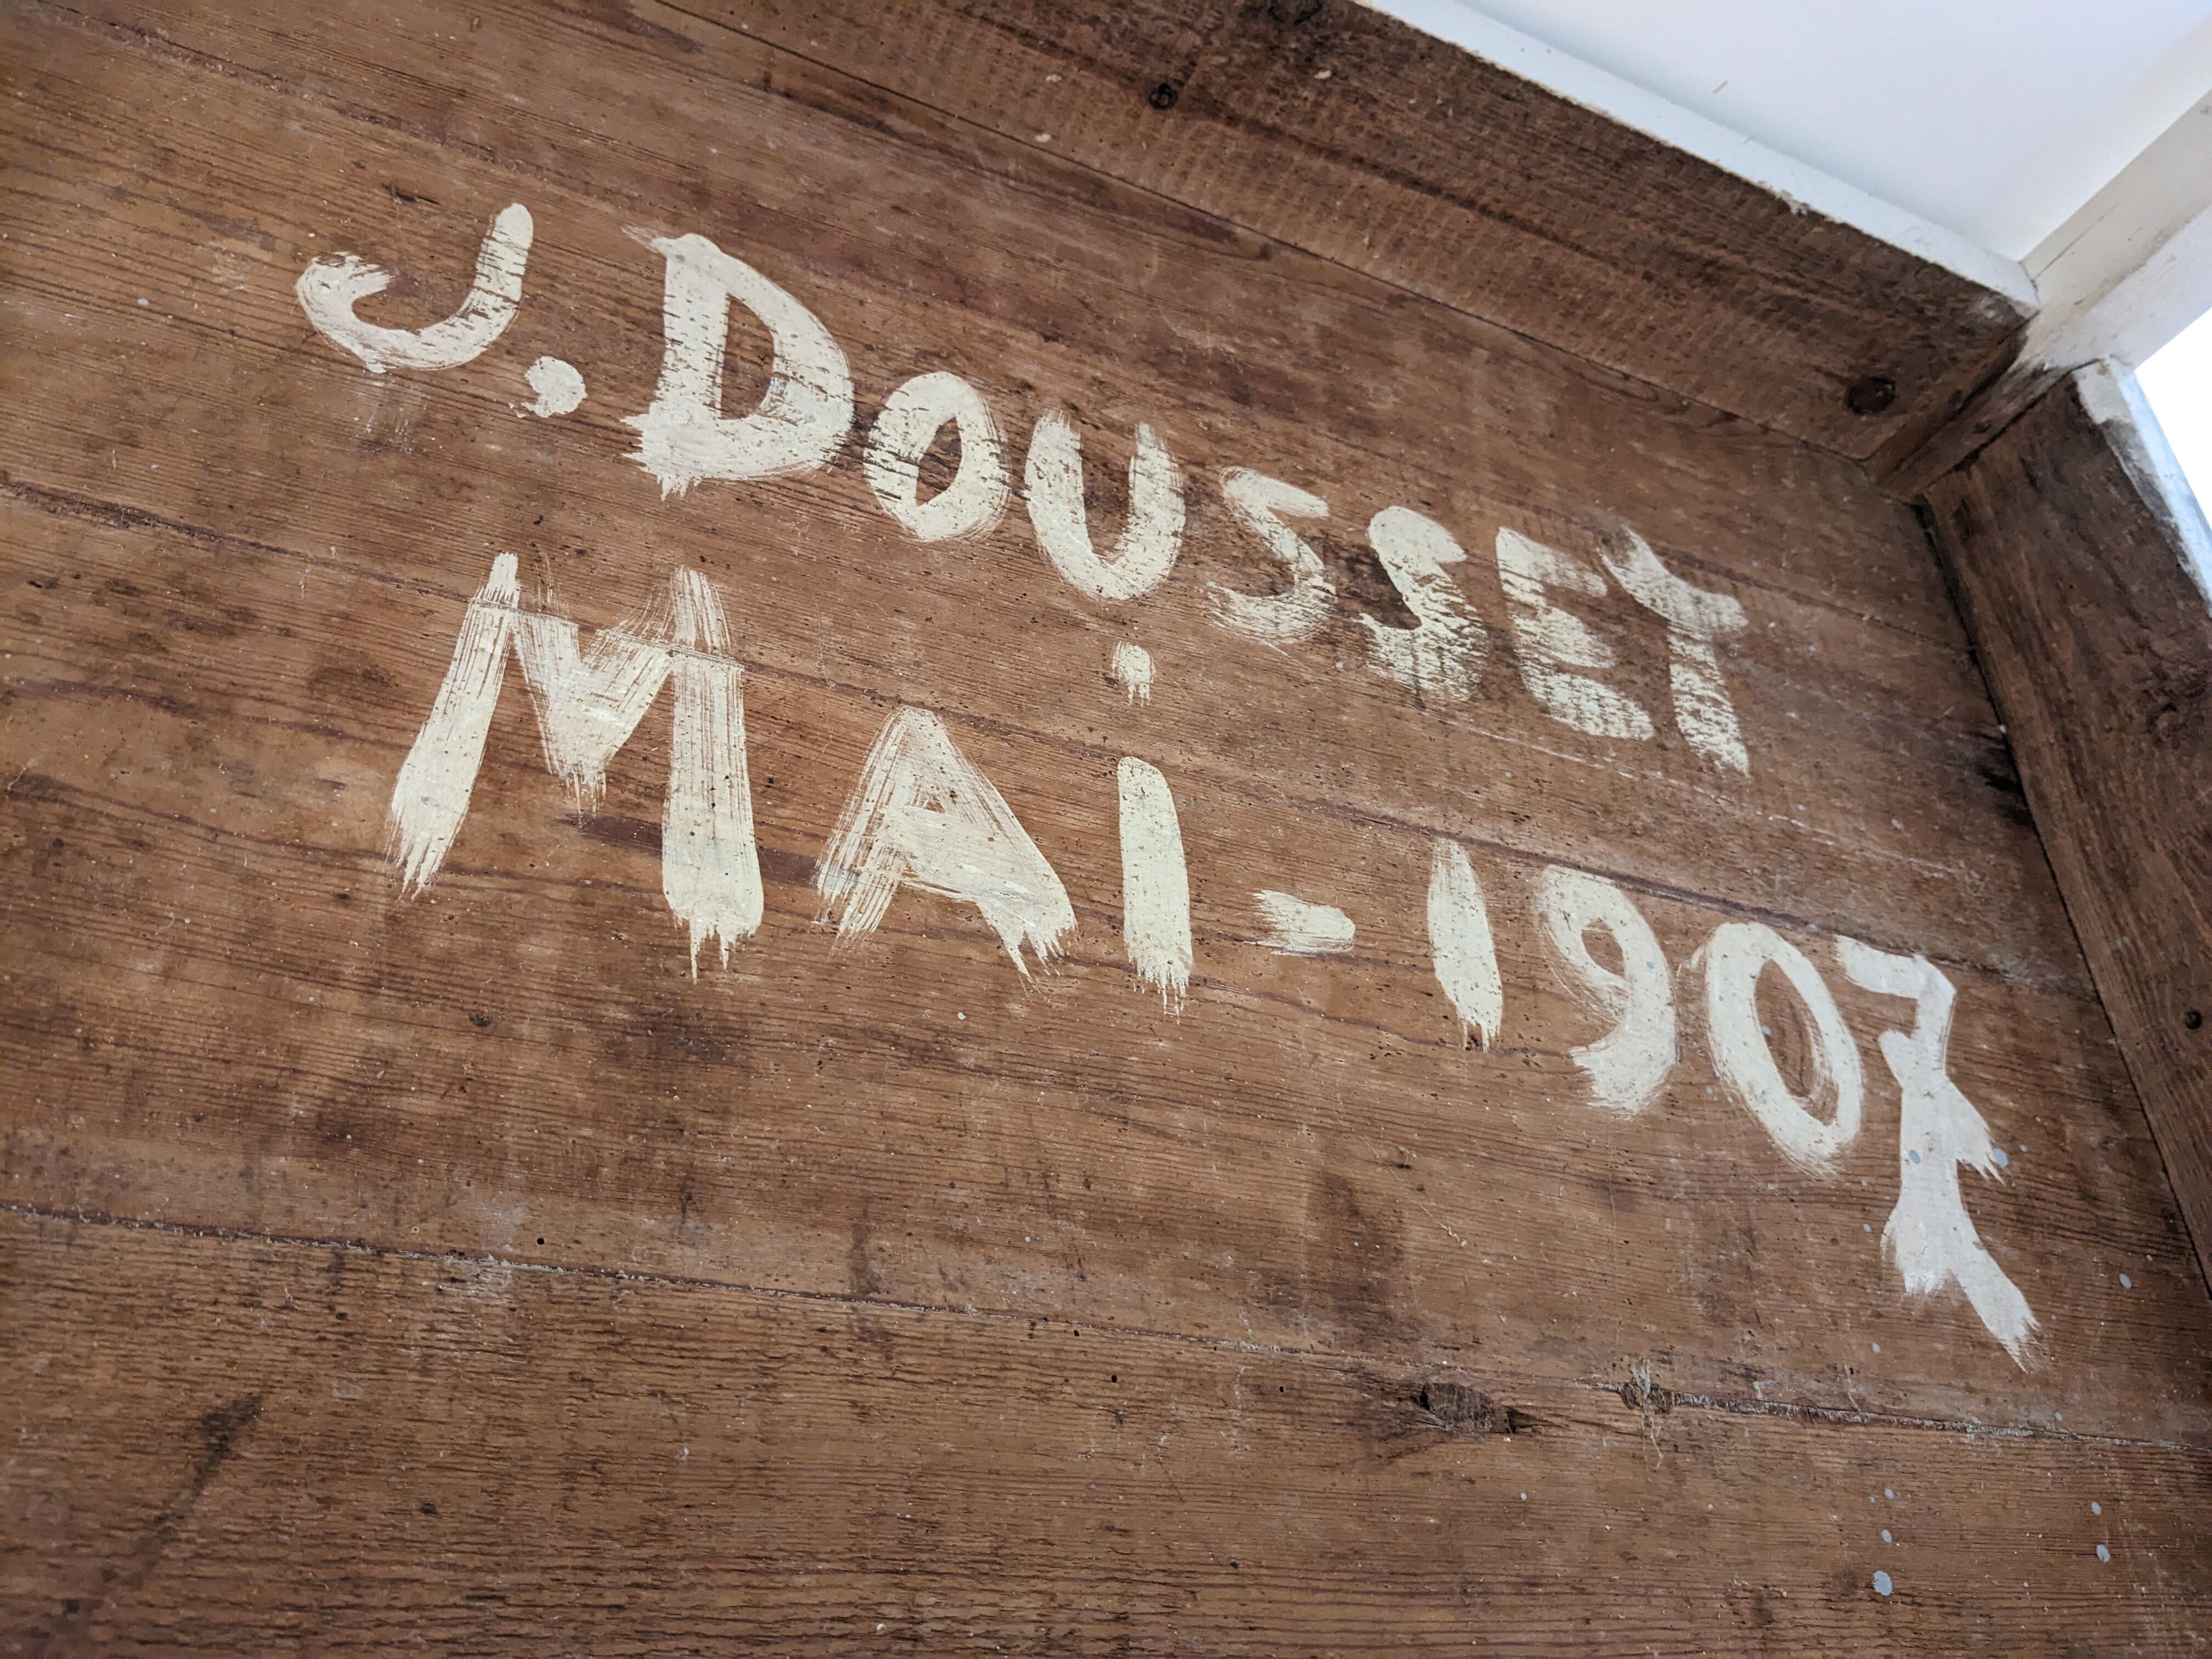 J. DOUSSET
MAi - 1907